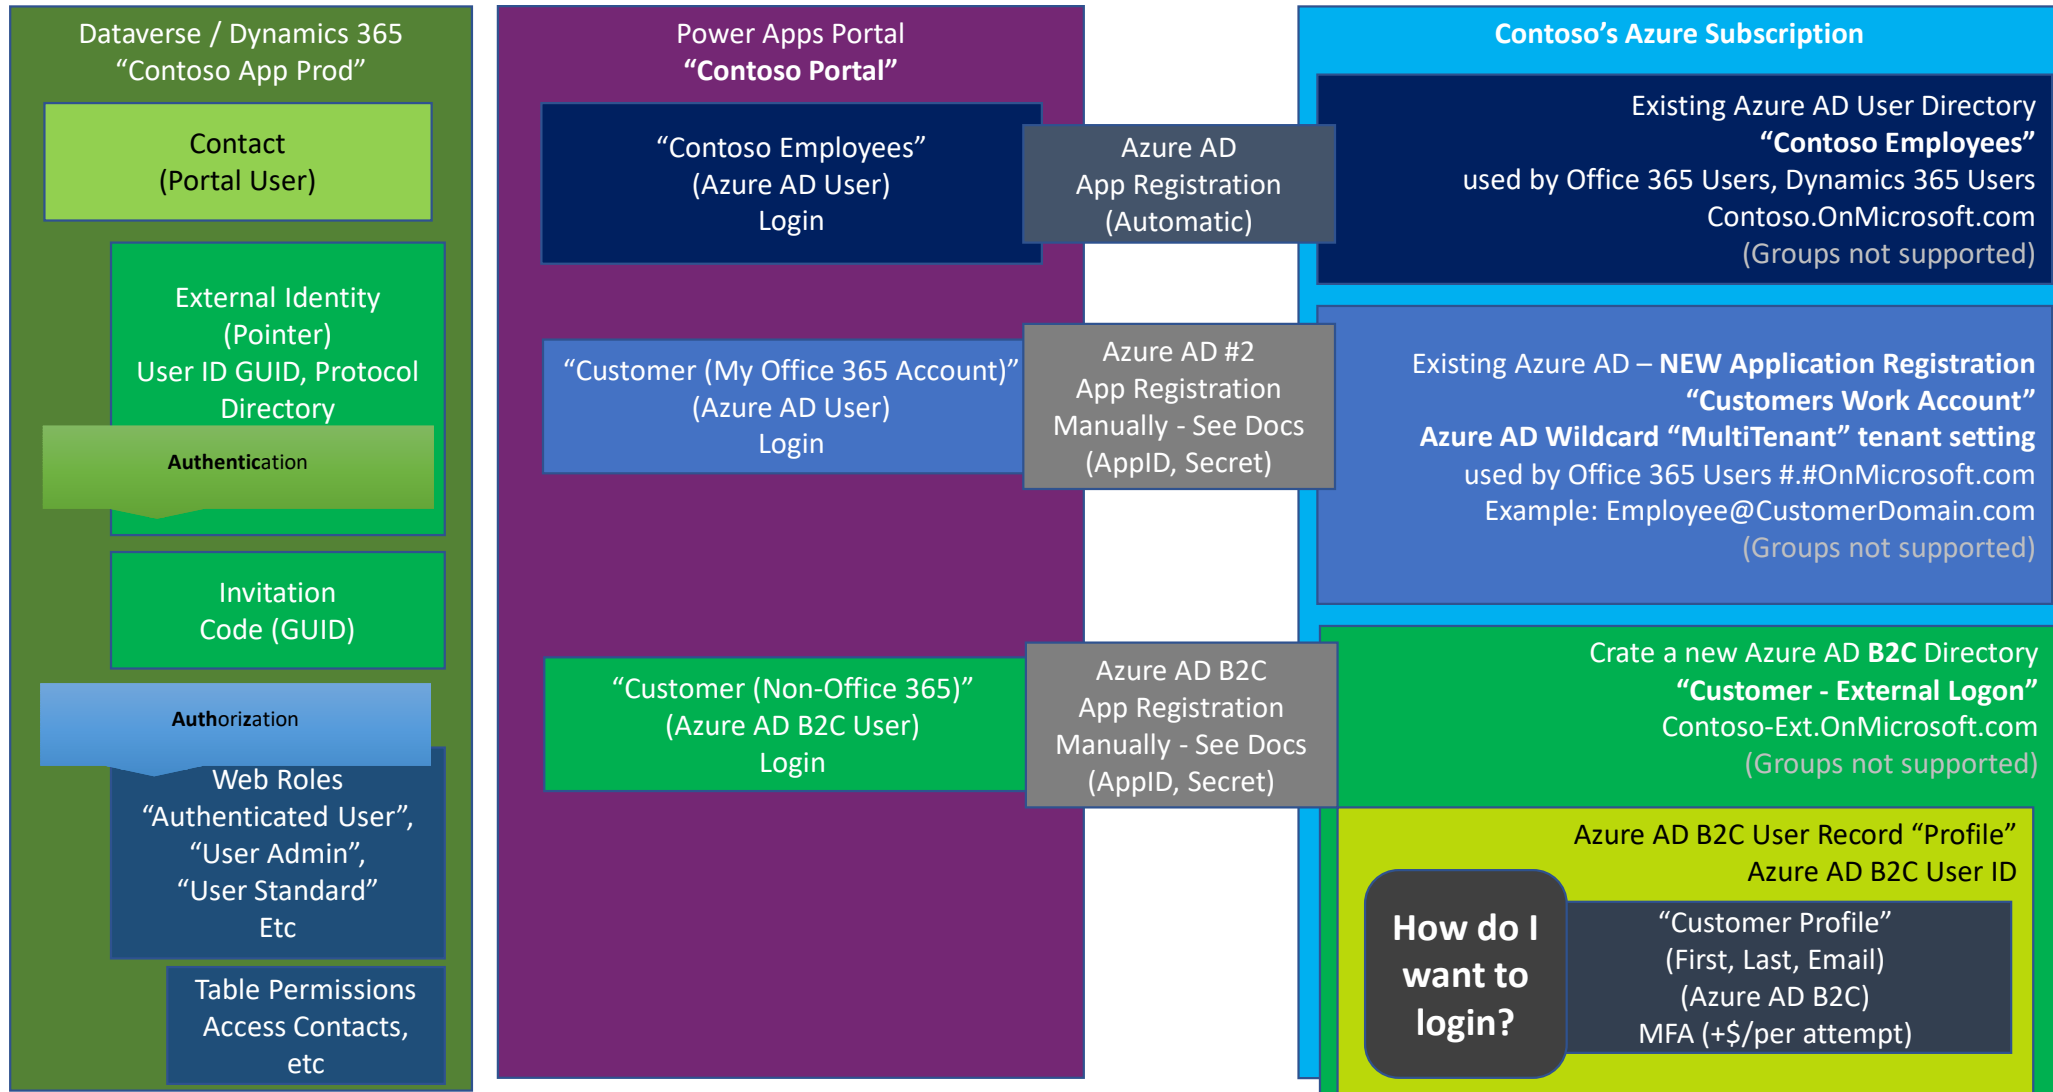 Dataverse / Dynamics 365
“Contoso App Prod”
Contact
(Portal User)
External Identity
(Pointer)
User ID GUID, Protocol
Directory
Authentication
Invitation
Code (GUID)
Authorization
Web Roles
“Authenticated User”,
“User Admin”,
“User Standard”
Etc
Table Permissions
Access Contacts,
etc
Power Apps Portal
“Contoso Portal”
“Contoso Employees”
(Azure AD User)
Login
“Customer (My Office 365 Account)”
(Azure AD User)
Login
“Customer (Non-Office 365)”
(Azure AD B2C User)
Login
Azure AD
App Registration
(Automatic)
Azure AD #2
App Registration
Manually - See Docs
(AppID, Secret)
Azure AD B2C
App Registration
Manually - See Docs
(AppID, Secret)
Contoso’s Azure Subscription
Existing Azure AD User Directory
“Contoso Employees”
used by Office 365 Users, Dynamics 365 Users
Contoso.OnMicrosoft.com
(Groups not supported)
Existing Azure AD – NEW Application Registration
“Customers Work Account”
Azure AD Wildcard “MultiTenant” tenant setting
used by Office 365 Users #.#OnMicrosoft.com
Example: Employee@CustomerDomain.com
(Groups not supported)
Crate a new Azure AD B2C Directory
“Customer - External Logon”
Contoso-Ext.OnMicrosoft.com
(Groups not supported)
Azure AD B2C User Record “Profile”
Azure AD B2C User ID
How do I
want to
login?
“Customer Profile”
(First, Last, Email)
(Azure AD B2C)
MFA (+$/per attempt)